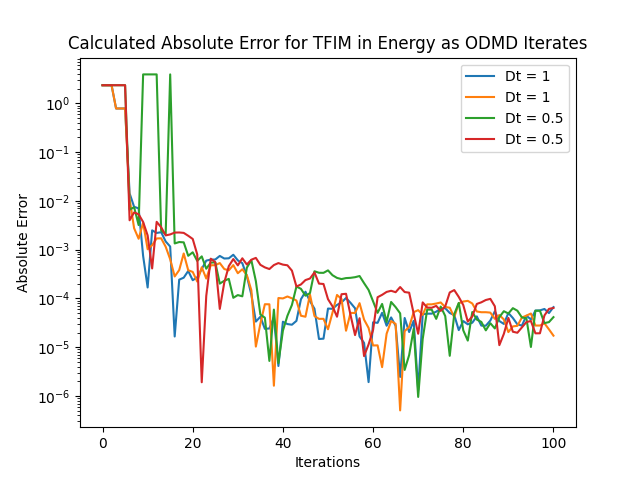 Calculated Absolute Error for TFIM in Energy as ODMD Iterates
Dt = 1
Dt = 1
Dt = 0.5
Dt = 0.5
Absolute Error
10⁰
10⁻¹
10⁻²
10⁻³
10⁻⁴
10⁻⁵
10⁻⁶
0 20 40 60 80 100
Iterations